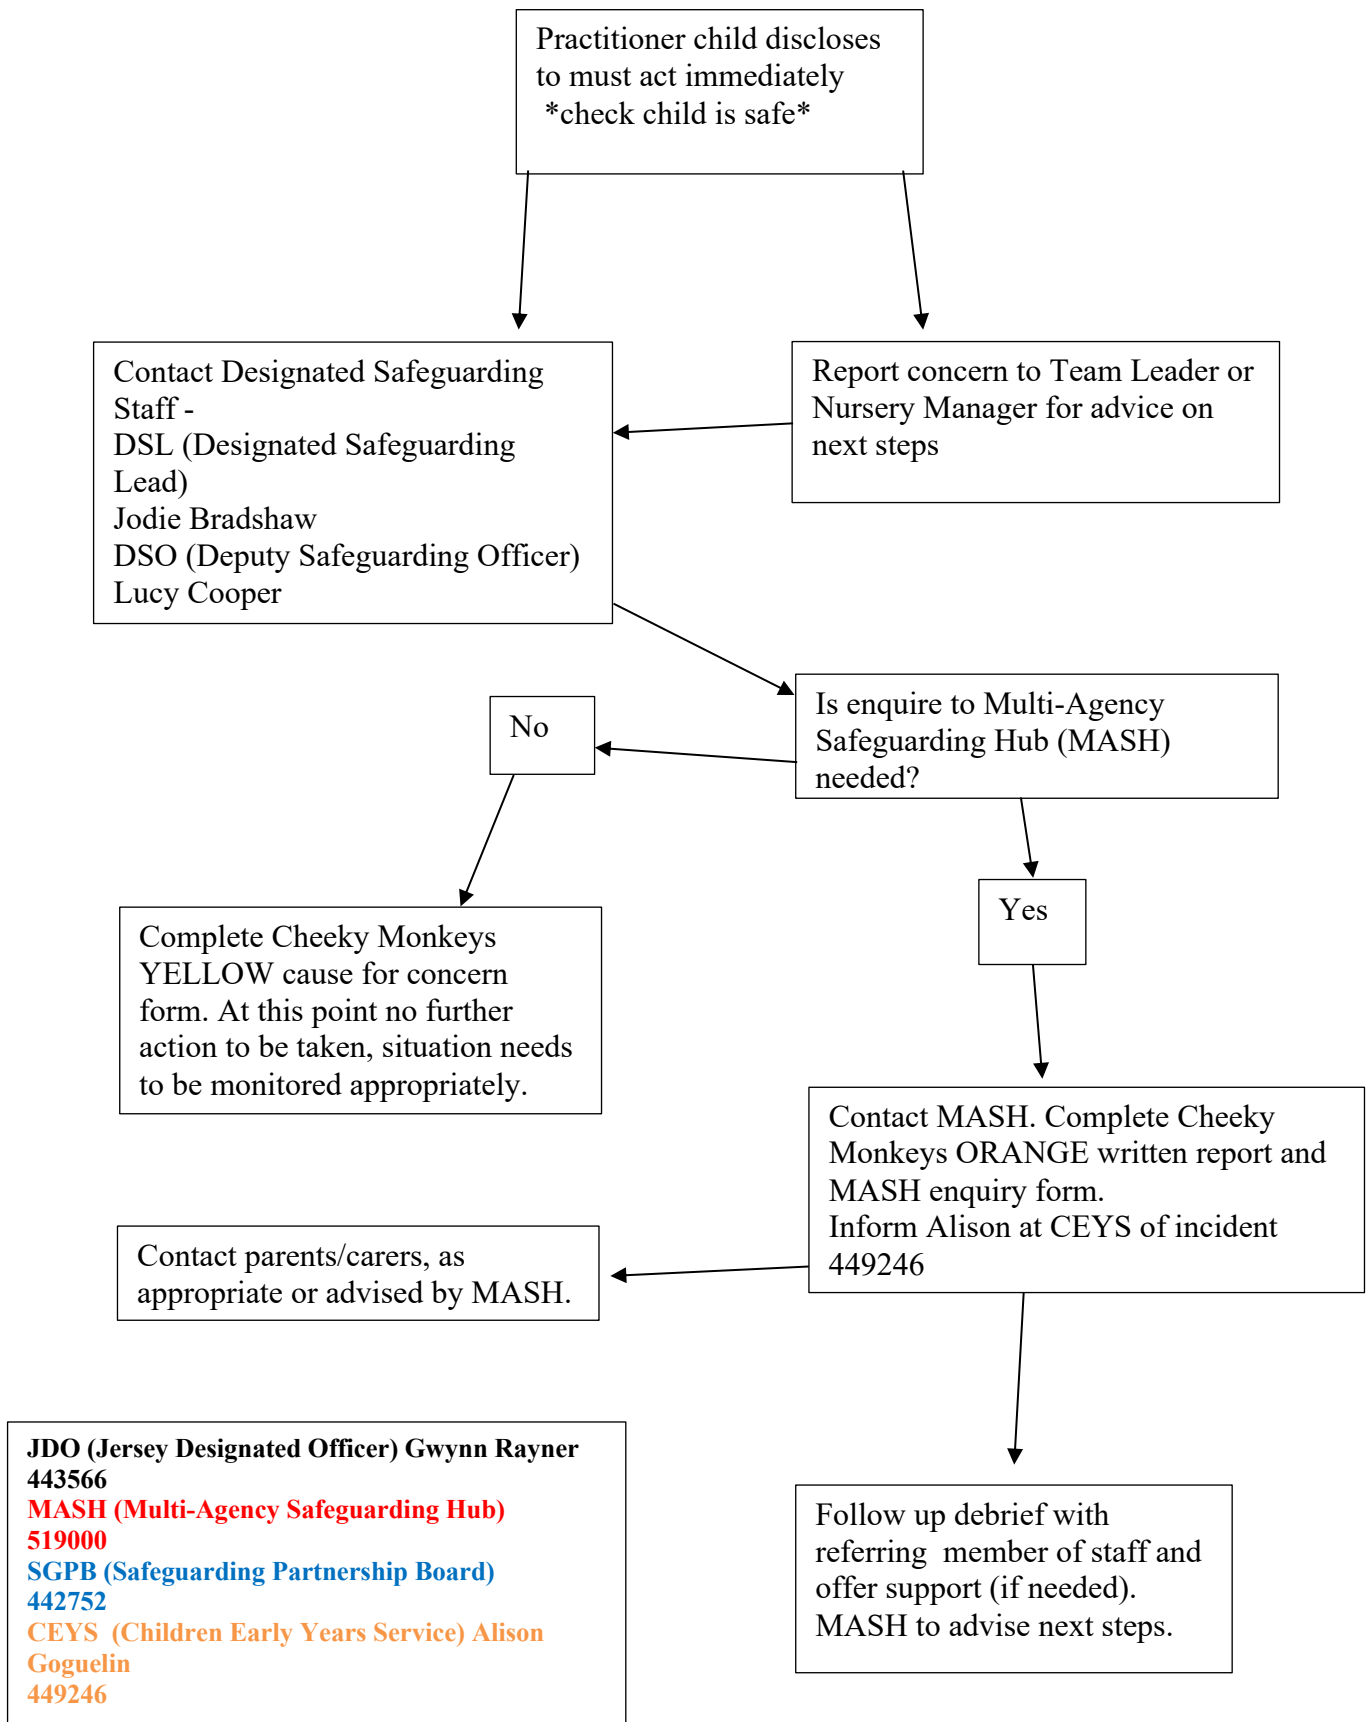 Practitioner child discloses
to must act immediately
*check child is safe*
Contact Designated Safeguarding
Staff -
DSL (Designated Safeguarding
Lead)
Jodie Bradshaw
DSO (Deputy Safeguarding Officer)
Lucy Cooper
Report concern to Team Leader or
Nursery Manager for advice on
next steps
Is enquire to Multi-Agency
Safeguarding Hub (MASH)
needed?
No
Yes
Complete Cheeky Monkeys
YELLOW cause for concern
form. At this point no further
action to be taken, situation needs
to be monitored appropriately.
Contact MASH. Complete Cheeky
Monkeys ORANGE written report and
MASH enquiry form.
Inform Alison at CEYS of incident
449246
Contact parents/carers, as
appropriate or advised by MASH.
JDO (Jersey Designated Officer) Gwynn Rayner
443566
MASH (Multi-Agency Safeguarding Hub)
519000
SGPB (Safeguarding Partnership Board)
442752
CEYS  (Children Early Years Service) Alison
Goguelin
449246
Follow up debrief with
referring  member of staff and
offer support (if needed).
MASH to advise next steps.